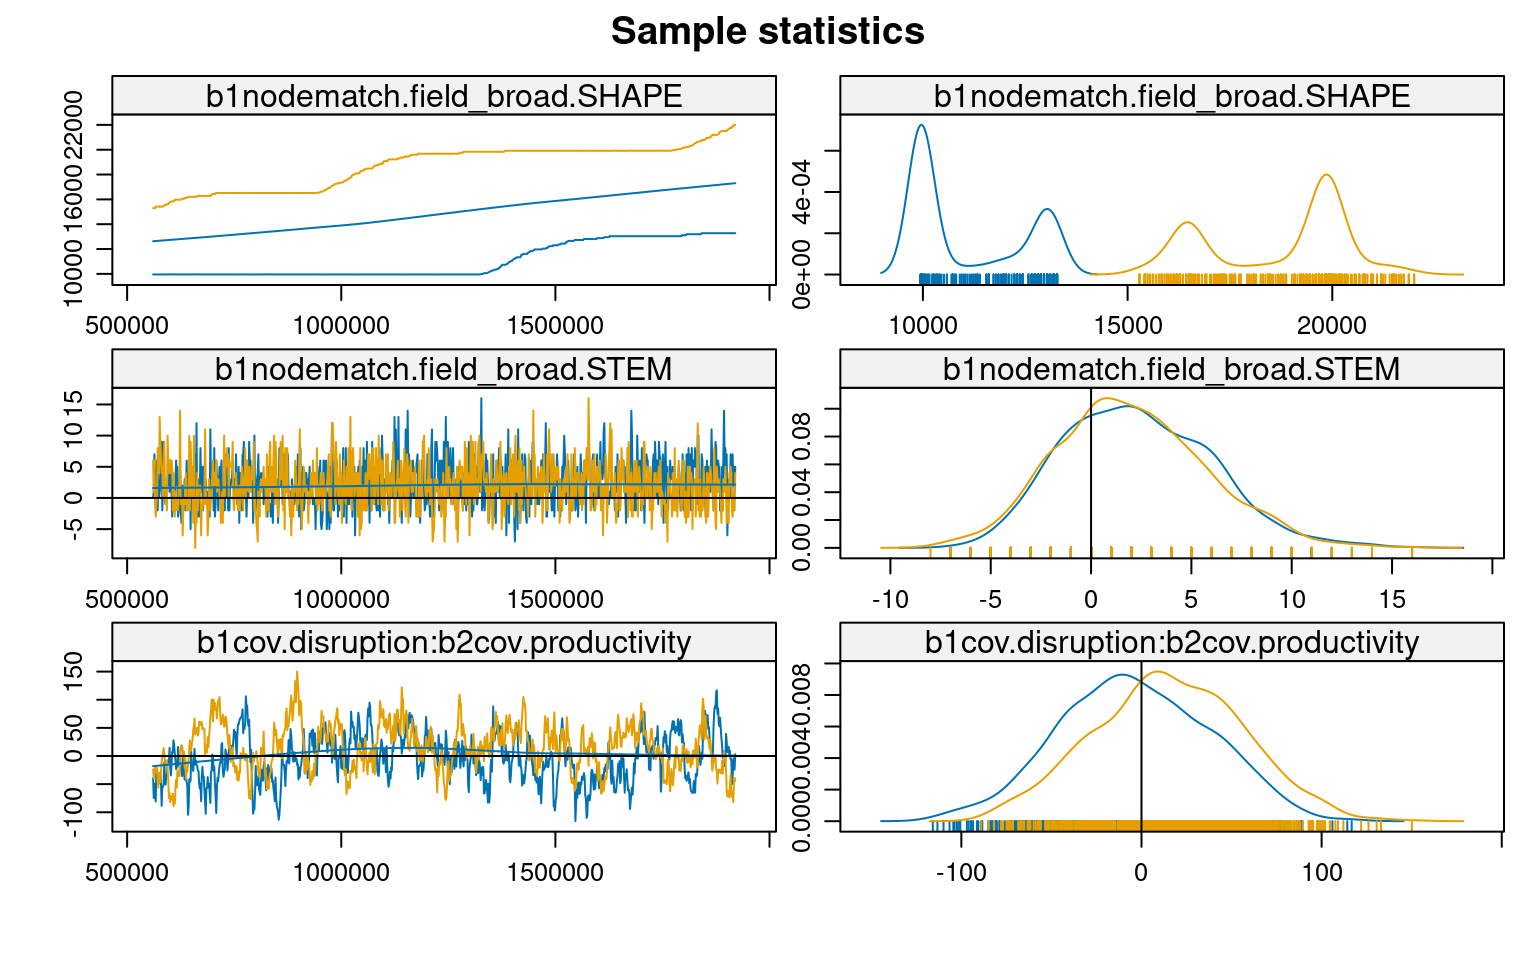 Sample statistics
b1nodematch.field_broad.SHAPE
10000 16000 22000
500000 1000000 1500000
b1nodematch.field_broad.SHAPE
0e+00 4e-04
10000 15000 20000
b1nodematch.field_broad.STEM
-5 0 5 10 15
500000 1000000 1500000
b1nodematch.field_broad.STEM
0.00 0.04 0.08
-10 -5 0 5 10 15
b1cov.disruption:b2cov.productivity
-100 0 50 150
500000 1000000 1500000
b1cov.disruption:b2cov.productivity
0.000 0.004 0.008
-100 0 100